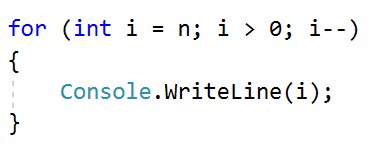 for (int i = n; i > 0; i--)
{
    Console.WriteLine(i);
}